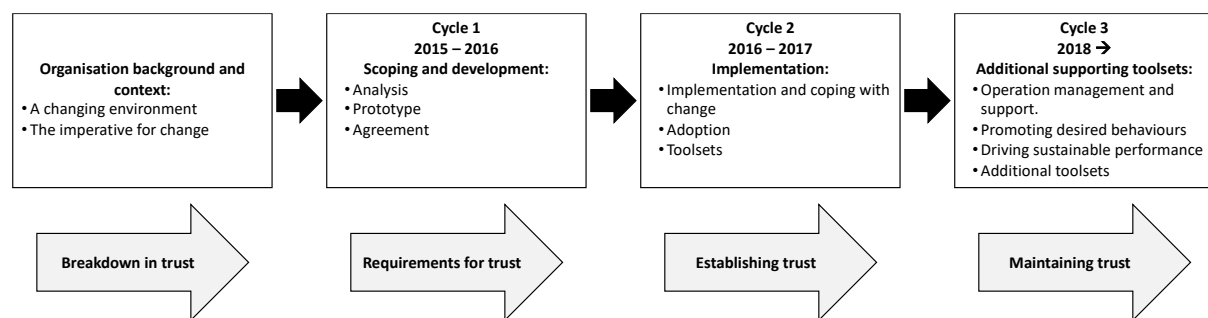 Organisation background and
context:
• A changing environment
• The imperative for change
Cycle 1
2015 – 2016
Scoping and development:
• Analysis
• Prototype
• Agreement
Cycle 2
2016 – 2017
Implementation:
• Implementation and coping with
change
• Adoption
• Toolsets
Cycle 3
2018 →
Additional supporting toolsets:
• Operation management and
support.
• Promoting desired behaviours
• Driving sustainable performance
• Additional toolsets
Breakdown in trust
Requirements for trust
Establishing trust
Maintaining trust